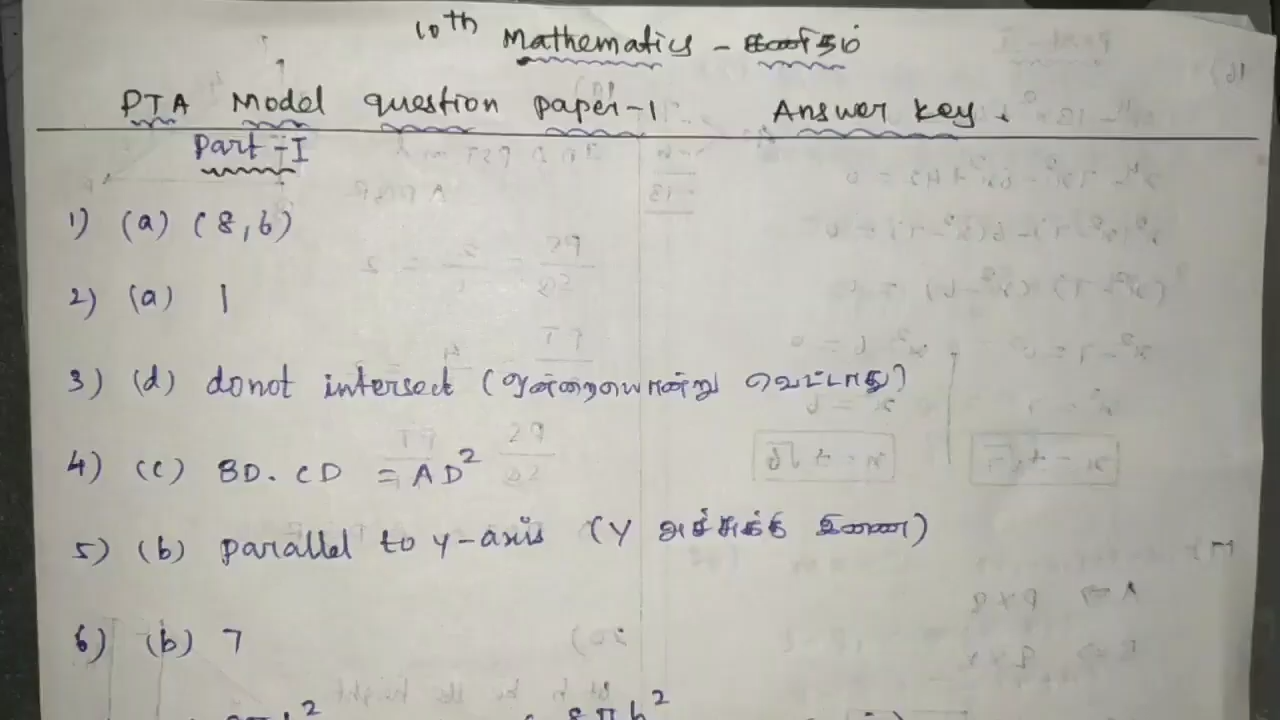 10th Mathematics - கணிதம்
PTA Model question paper-1 Answer key.
Part-I
1) (a) (8,6)
2) (a) 1
3) (d) donot intersect (ஒன்றையொன்று வெட்டாது)
4) (c) BD. CD = AD²
5) (b) parallel to y-axis (Y அச்சுக்கு இணை)
6) (b) 7